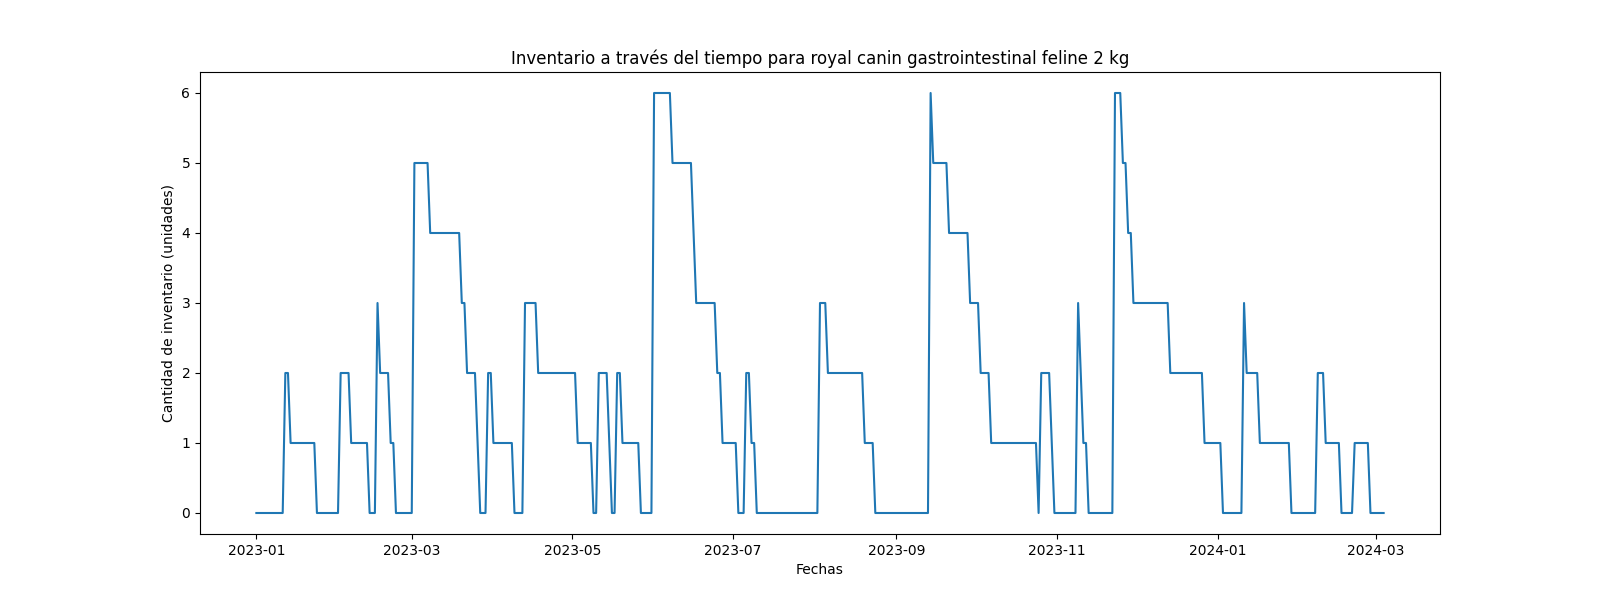 Inventario a través del tiempo para royal canin gastrointestinal feline 2 kg
Cantidad de inventario (unidades)
6
5
4
3
2
1
0
2023-01 2023-03 2023-05 2023-07 2023-09 2023-11 2024-01 2024-03
Fechas